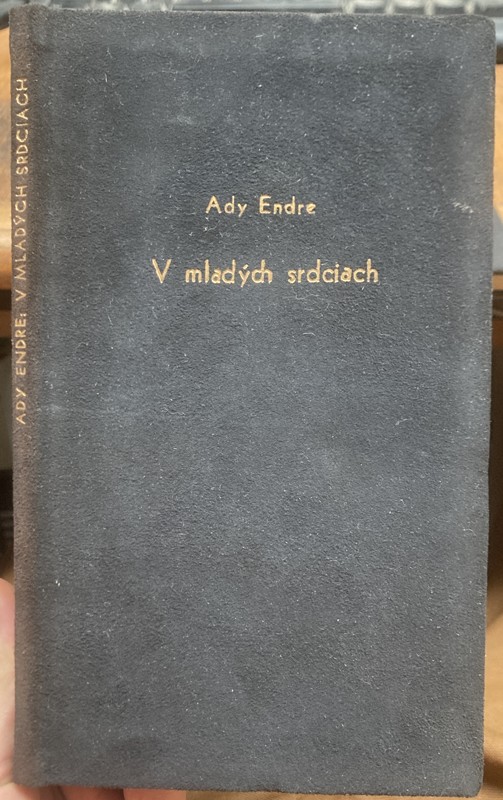 Ady Endre
V mladých srdciach
ADY ENDRE: V MLADÝCH SRDCIACH